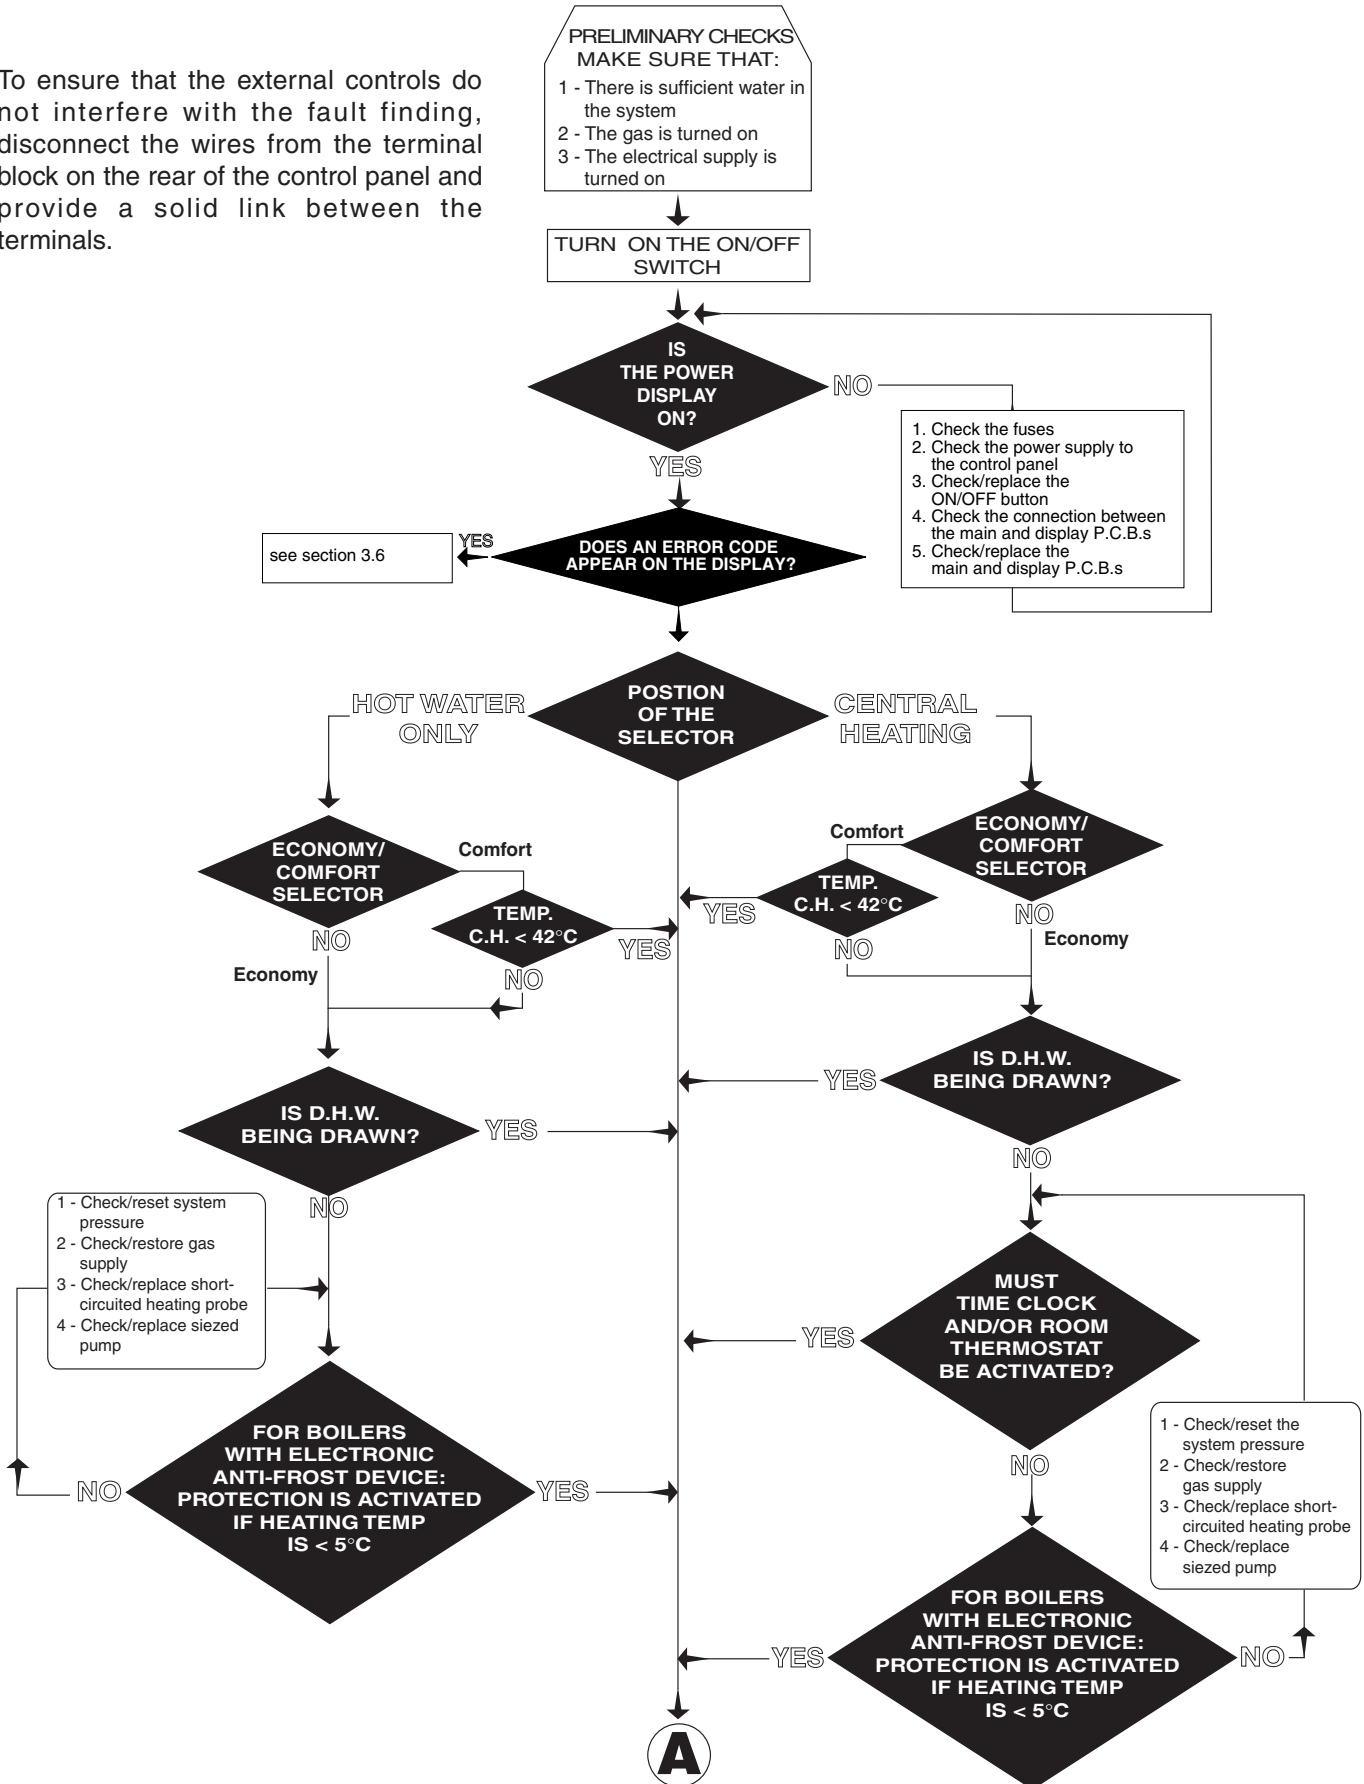 To ensure that the external controls do
not interfere with the fault finding,
disconnect the wires from the terminal
block on the rear of the control panel and
provide a solid link between the
terminals.
PRELIMINARY CHECKS
MAKE SURE THAT:
1 - There is sufficient water in
the system
2 - The gas is turned on
3 - The electrical supply is
turned on
TURN ON THE ON/OFF
SWITCH
IS
THE POWER
DISPLAY
ON?
NO
YES
1. Check the fuses
2. Check the power supply to
the control panel
3. Check/replace the
ON/OFF button
4. Check the connection between
the main and display P.C.B.s
5. Check/replace the
main and display P.C.B.s
DOES AN ERROR CODE
APPEAR ON THE DISPLAY?
YES
see section 3.6
POSTION
OF THE
SELECTOR
HOT WATER
ONLY
CENTRAL
HEATING
ECONOMY/
COMFORT
SELECTOR
Comfort
TEMP.
C.H. < 42°C
YES
NO
NO
Economy
ECONOMY/
COMFORT
SELECTOR
Comfort
TEMP.
C.H. < 42°C
YES
NO
NO
Economy
IS D.H.W.
BEING DRAWN?
YES
NO
IS D.H.W.
BEING DRAWN?
YES
NO
1 - Check/reset system
pressure
2 - Check/restore gas
supply
3 - Check/replace short-
circuited heating probe
4 - Check/replace siezed
pump
MUST
TIME CLOCK
AND/OR ROOM
THERMOSTAT
BE ACTIVATED?
YES
NO
FOR BOILERS
WITH ELECTRONIC
ANTI-FROST DEVICE:
PROTECTION IS ACTIVATED
IF HEATING TEMP
IS < 5°C
NO
YES
1 - Check/reset the
system pressure
2 - Check/restore
gas supply
3 - Check/replace short-
circuited heating probe
4 - Check/replace
siezed pump
FOR BOILERS
WITH ELECTRONIC
ANTI-FROST DEVICE:
PROTECTION IS ACTIVATED
IF HEATING TEMP
IS < 5°C
YES
NO
A